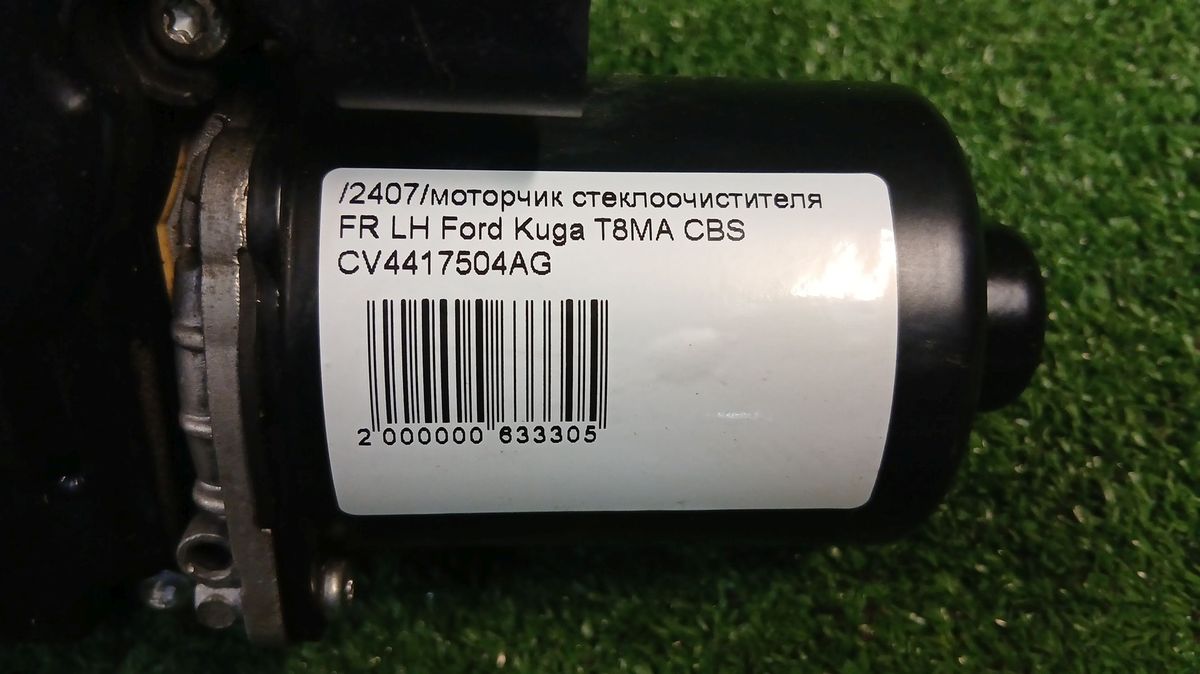 /2407/моторчик стеклоочистителя
FR LH Ford Kuga T8MA CBS
CV4417504AG
2 000000 633305